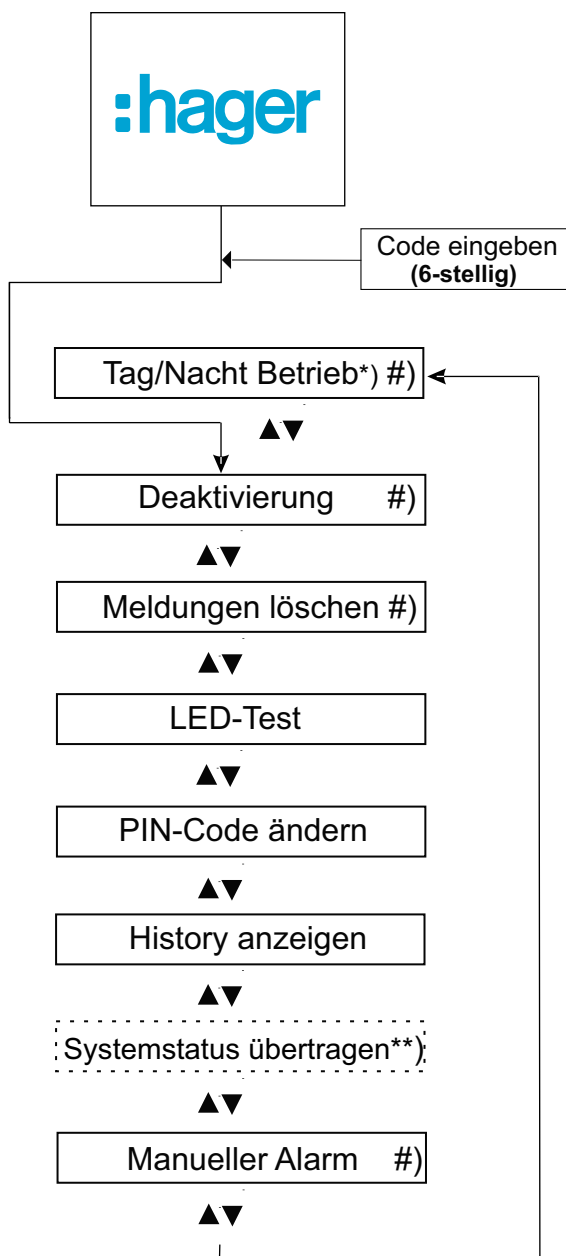 :hager
Code eingeben
(6-stellig)
Tag/Nacht Betrieb*) #)
▲▼
Deaktivierung #)
▲▼
Meldungen löschen #)
▲▼
LED-Test
▲▼
PIN-Code ändern
▲▼
History anzeigen
▲▼
Systemstatus übertragen**)
▲▼
Manueller Alarm #)
▲▼